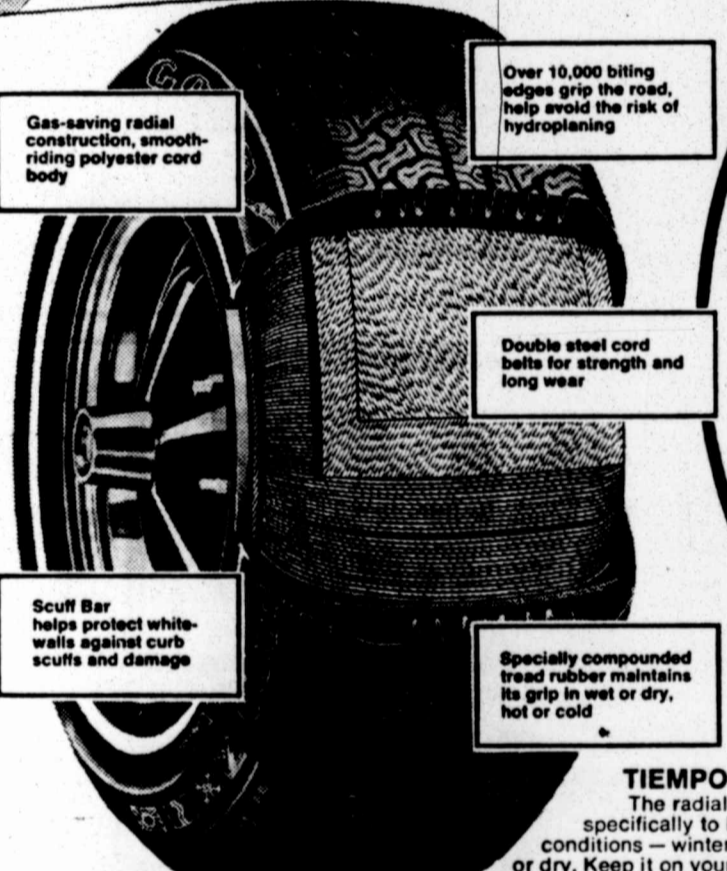 Over 10,000 biting
edges grip the road,
help avoid the risk of
hydroplaning
Gas-saving radial
construction, smooth-
riding polyester cord
body
GO
Double steel cord
belts for strength and
long wear
Scuff Bar
helps protect white-
walls against curb
scuffs and damage
Specially compounded
tread rubber maintains
its grip in wet or dry,
hot or cold
TIEMPO
The radial
specifically to
conditions — winter
or dry. Keep it on your